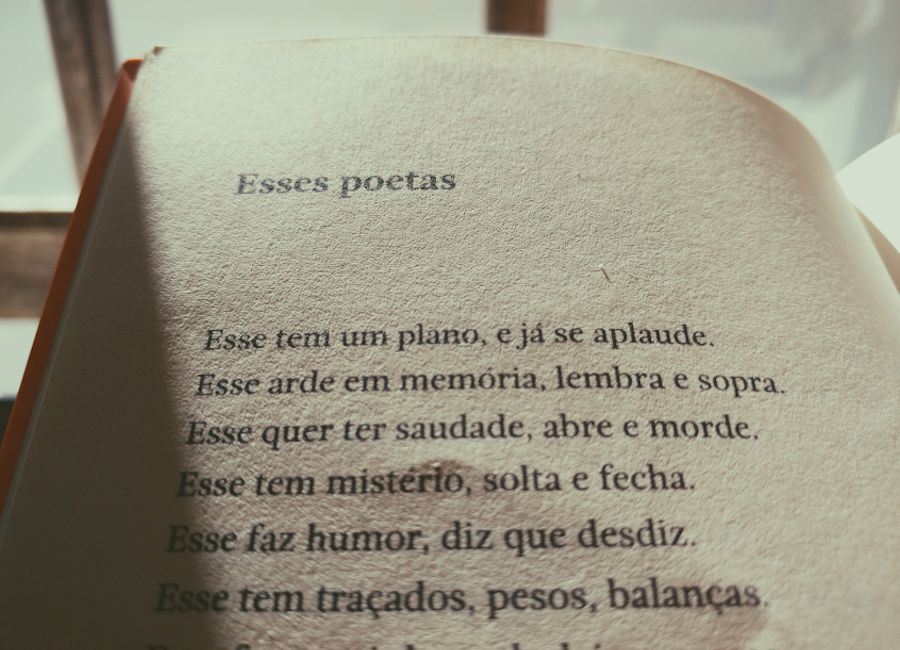 Esses poetas
Esse tem um plano, e já se aplaude.
Esse arde em memória, lembra e sopra.
Esse quer ter saudade, abre e morde.
Esse tem mistério, solta e fecha.
Esse faz humor, diz que desdiz.
Esse tem traçados, pesos, balanças.